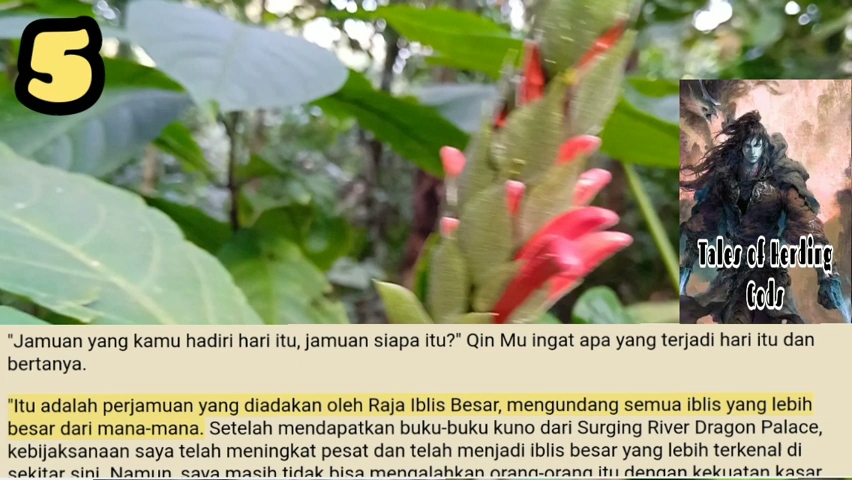 5
Tales of Herding
Gods
"Jamuan yang kamu hadiri hari itu, jamuan siapa itu?" Qin Mu ingat apa yang terjadi hari itu dan
bertanya.
"Itu adalah perjamuan yang diadakan oleh Raja Iblis Besar, mengundang semua iblis yang lebih
besar dari mana-mana. Setelah mendapatkan buku-buku kuno dari Surging River Dragon Palace,
kebijaksanaan saya telah meningkat pesat dan telah menjadi iblis besar yang lebih terkenal di
sekitar sini. Namun, saya masih tidak bisa mengalahkan orang-orang itu dengan kekuatan kasar